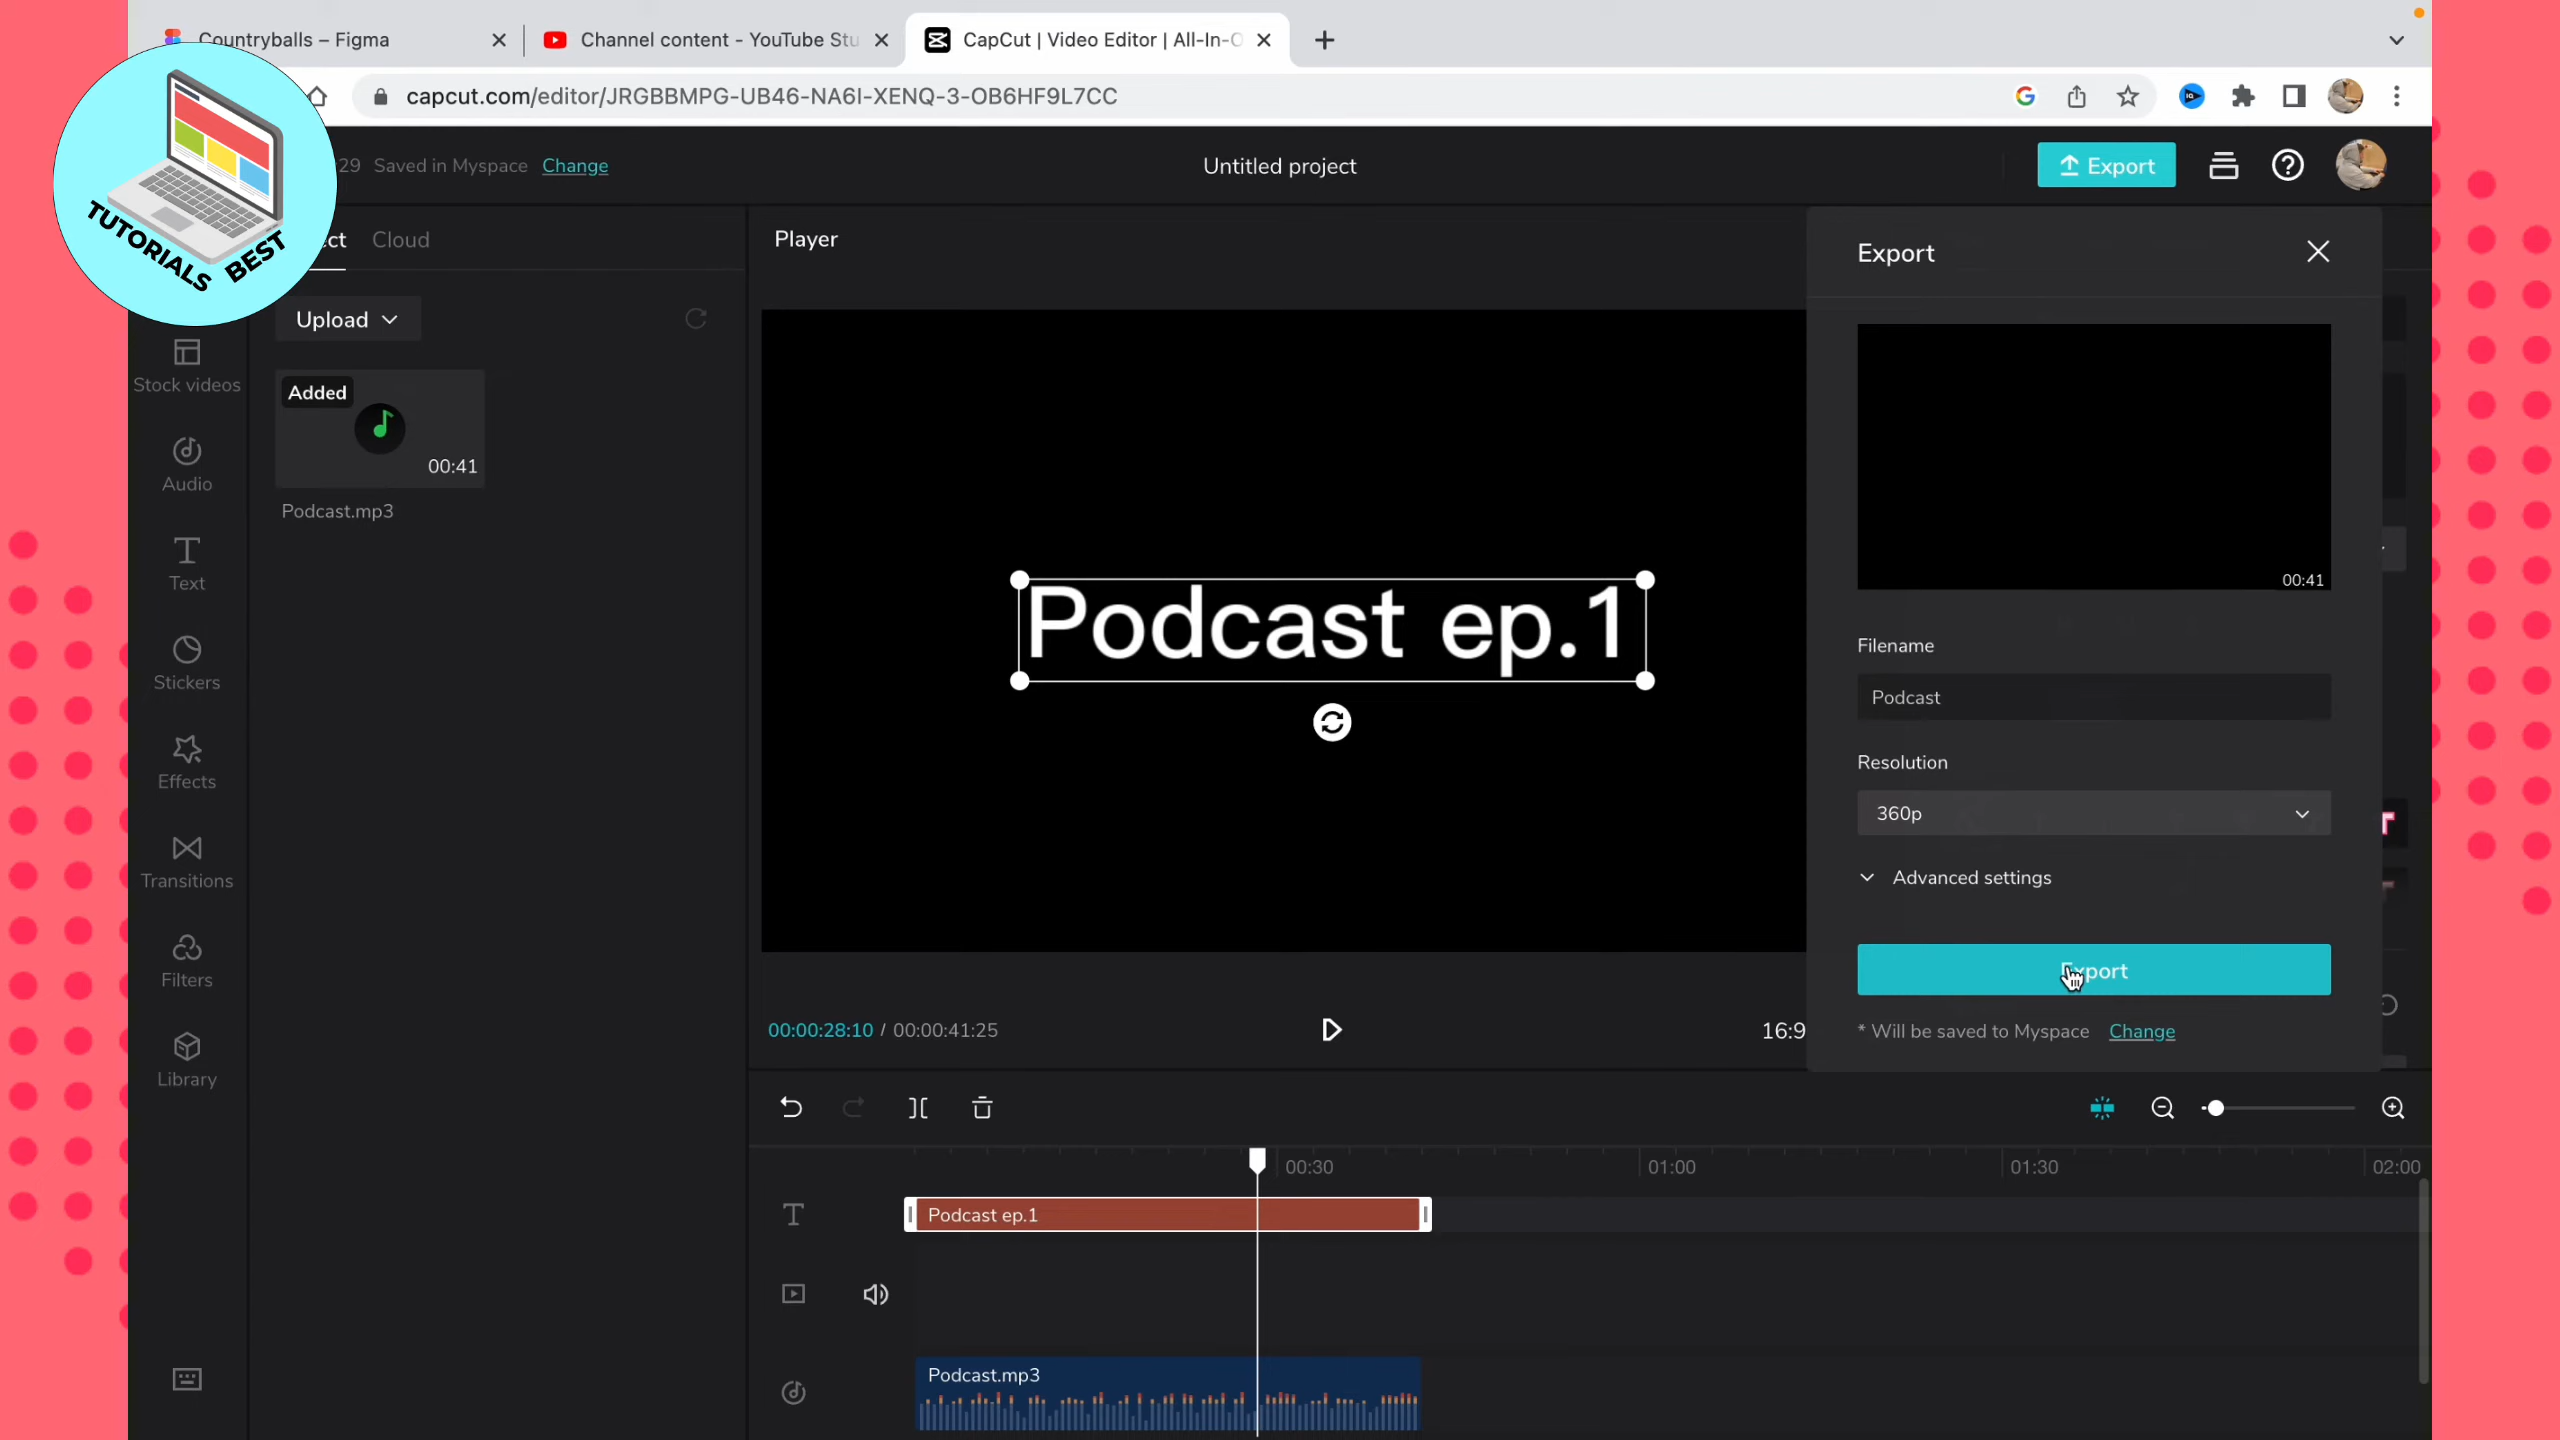 Countryballs – Figma
Channel content - YouTube Stu
CapCut | Video Editor | All-In-O
capcut.com/editor/JRGBBMPG-UB46-NA6I-XENQ-3-OB6HF9L7CC
TUTORIALS BEST
:29 Saved in Myspace Change
Untitled project
Export
Cloud
Upload
Stock videos
Audio
Text
Stickers
Effects
Transitions
Filters
Library
Added
00:41
Podcast.mp3
Player
Podcast ep.1
00:00:28:10 / 00:00:41:25
16:9
Export
00:41
Filename
Podcast
Resolution
360p
Advanced settings
Export
* Will be saved to Myspace Change
00:30
01:00
01:30
02:00
Podcast ep.1
Podcast.mp3